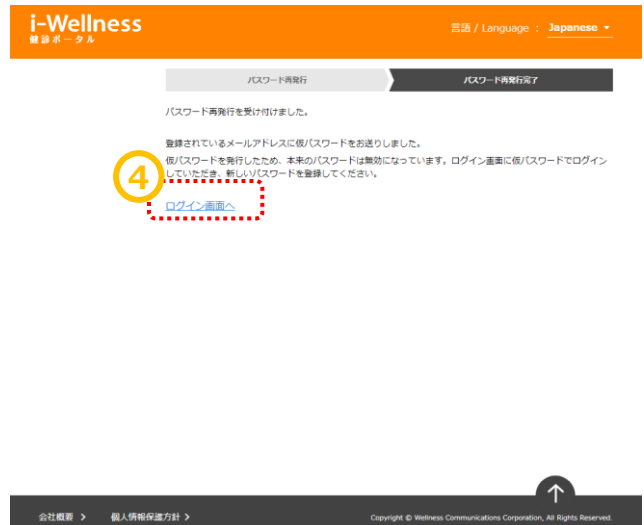 i-Wellness
健診ポータル
言語 / Language : Japanese
パスワード再発行
パスワード再発行完了
パスワード再発行を受け付けました。
登録されているメールアドレスに仮パスワードをお送りしました。
仮パスワードを発行したため、本来のパスワードは無効になっています。ログイン画面に仮パスワードでログイン
していただき、新しいパスワードを登録してください。
④
ログイン画面へ
会社概要 >
個人情報保護方針 >
Copyright © Wellness Communications Corporation, All Rights Reserved.